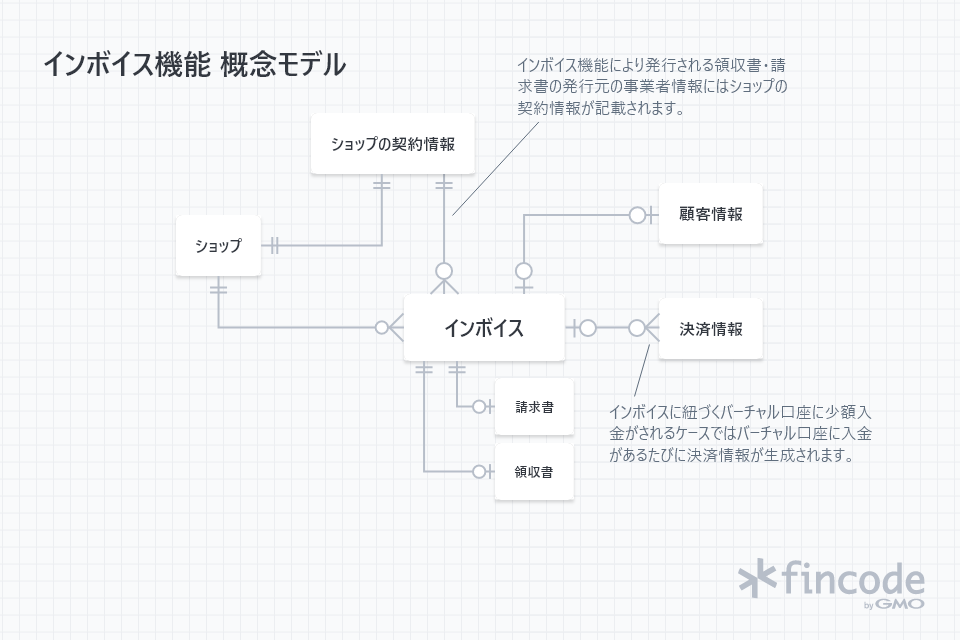 インボイス機能 概念モデル
インボイス機能により発行される領収書・請
求書の発行元の事業者情報にはショップの
契約情報が記載されます。
ショップの契約情報
顧客情報
ショップ
インボイス
決済情報
請求書
インボイスに紐づくバーチャル口座に少額入
金がされるケースではバーチャル口座に入金
があるたびに決済情報が生成されます。
領収書
fincode
by GMO